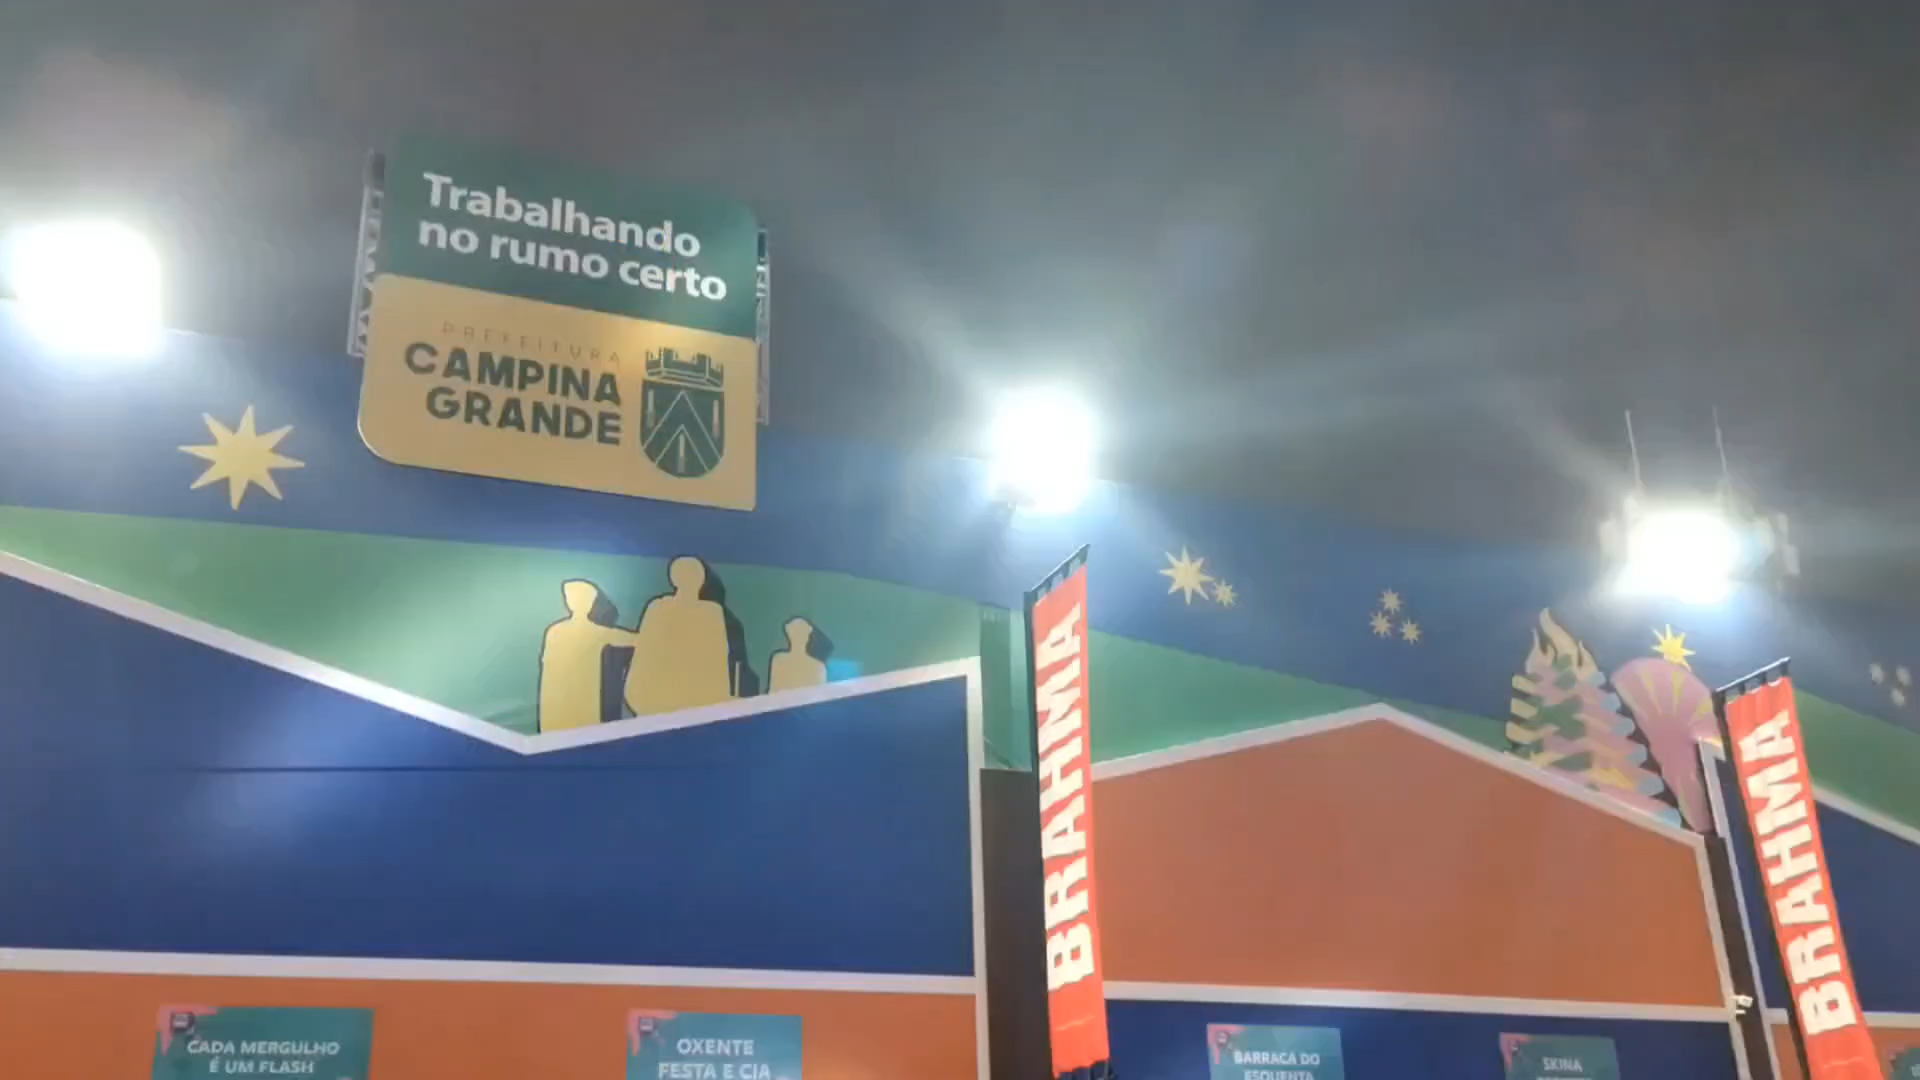 Trabalhando
no rumo certo
PREFEITURA
CAMPINA
GRANDE
BRAHMA
BRAHMA
CADA MERGULHO
É UM FLASH
OXENTE
FESTA E CIA
BARRACA DO
ESQUENTA
SKINA